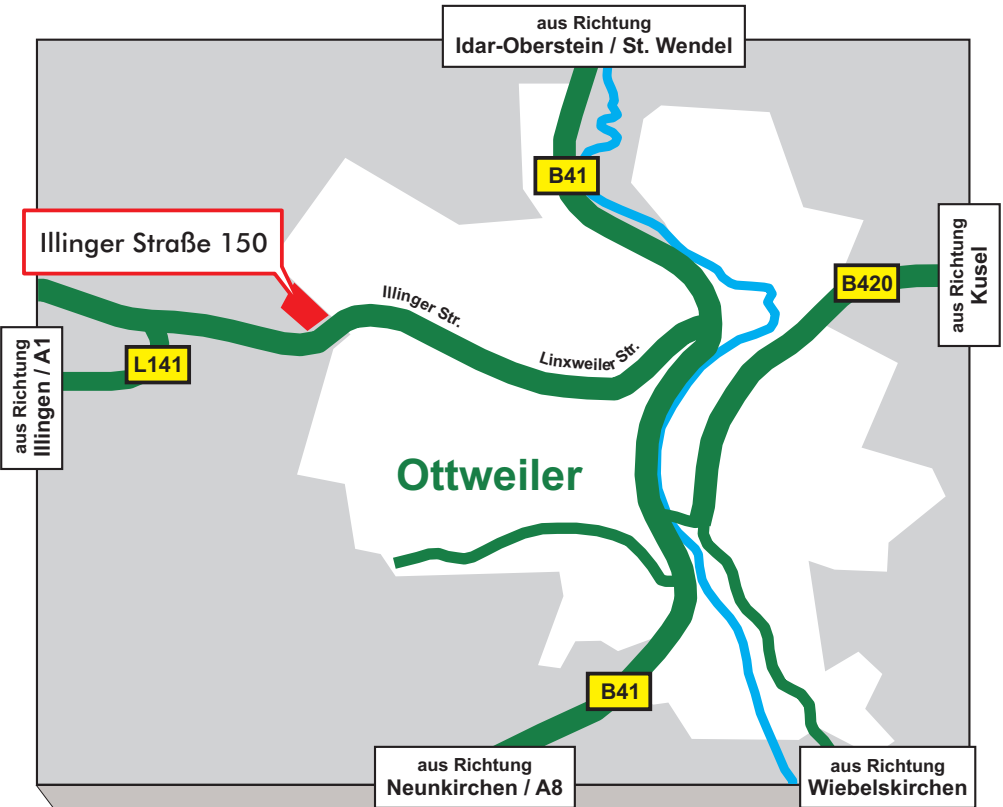 aus Richtung
Idar-Oberstein / St. Wendel
B41
Illinger Straße 150
B420
aus Richtung
Kusel
Illinger Str.
Linxweiler Str.
aus Richtung
Illingen / A1
L141
Ottweiler
B41
aus Richtung
Neunkirchen / A8
aus Richtung
Wiebelskirchen